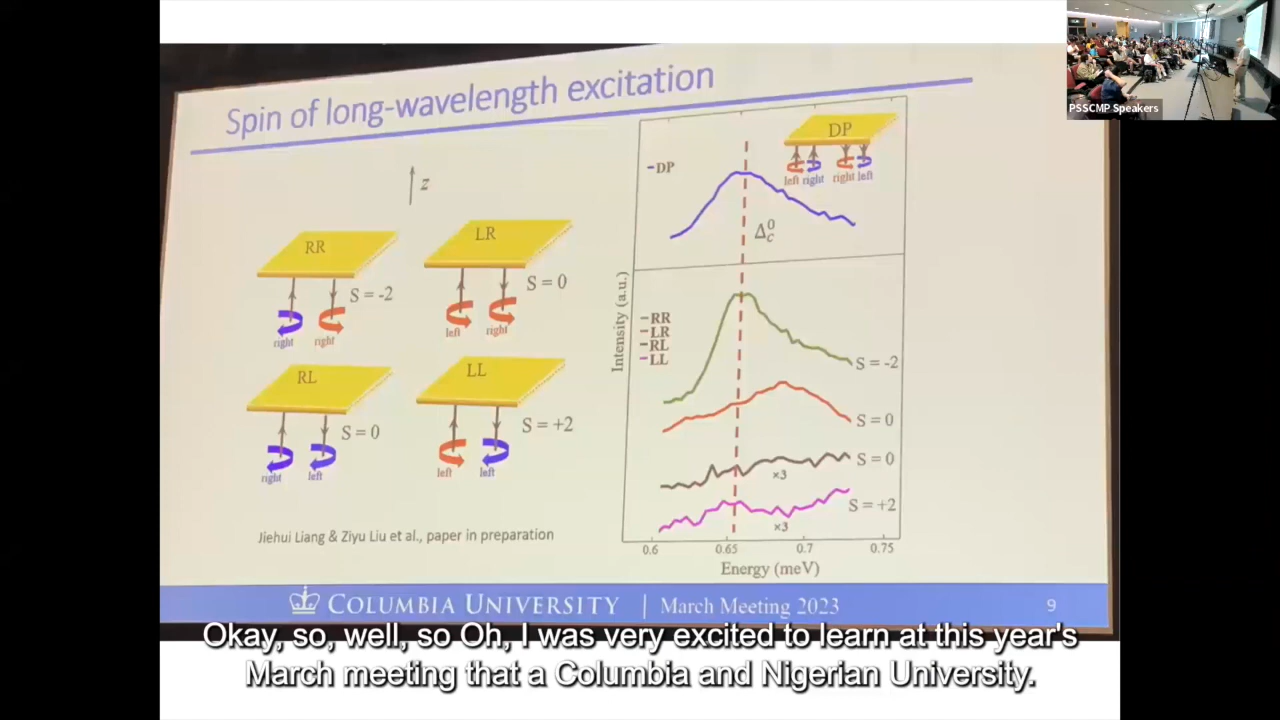 PSSCMP Speakers
Spin of long-wavelength excitation
z
RR
S = -2
right
right
LR
S = 0
left
right
RL
S = 0
right
left
LL
S = +2
left
left
Jiehui Liang & Ziyu Liu et al., paper in preparation
DP
DP
left right right left
Δc0
Intensity (a.u.)
RR
LR
RL
LL
S = -2
S = 0
S = 0
×3
S = +2
×3
0.6 0.65 0.7 0.75
Energy (meV)
COLUMBIA UNIVERSITY | March Meeting 2023 9
Okay, so, well, so Oh, I was very excited to learn at this year's
March meeting that a Columbia and Nigerian University.